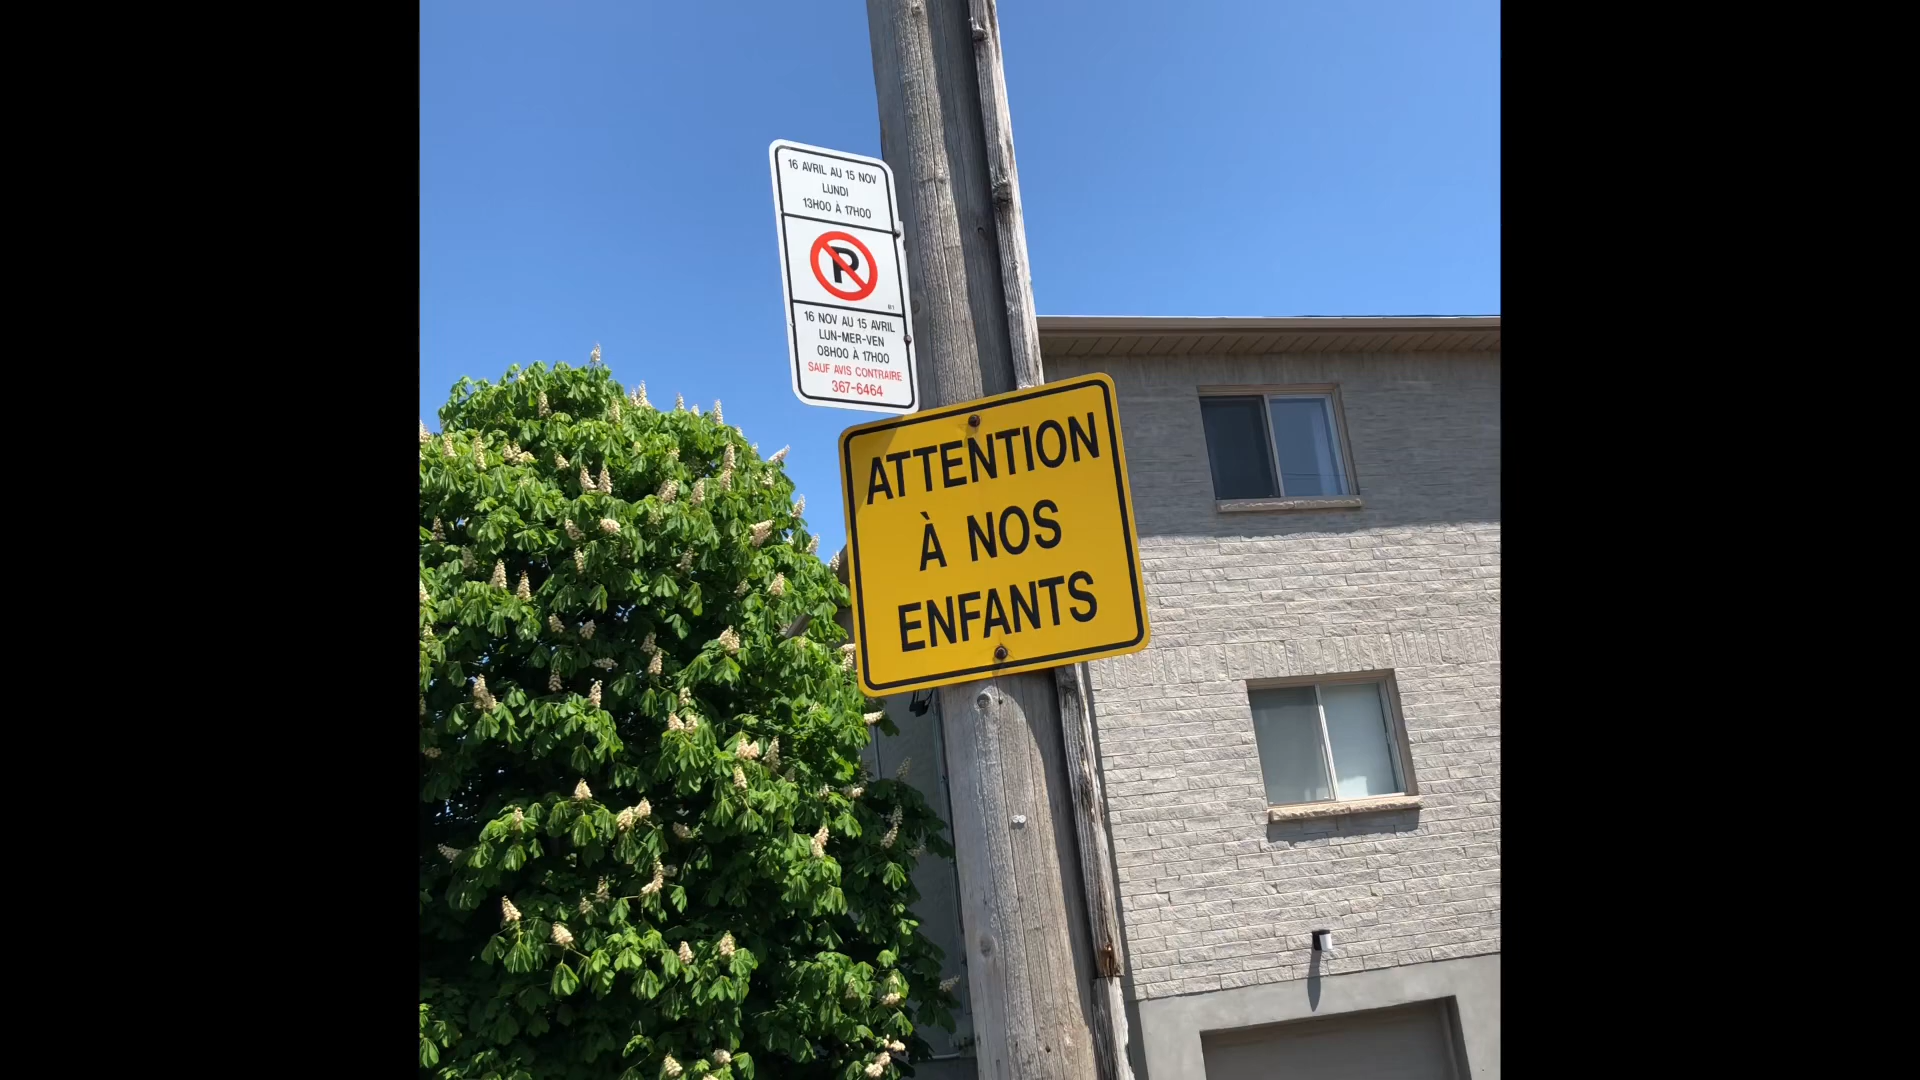 16 AVRIL AU 15 NOV
LUNDI
13H00 À 17H00
P
B1
16 NOV AU 15 AVRIL
LUN-MER-VEN
08H00 À 17H00
SAUF AVIS CONTRAIRE
367-6464
ATTENTION
À NOS
ENFANTS